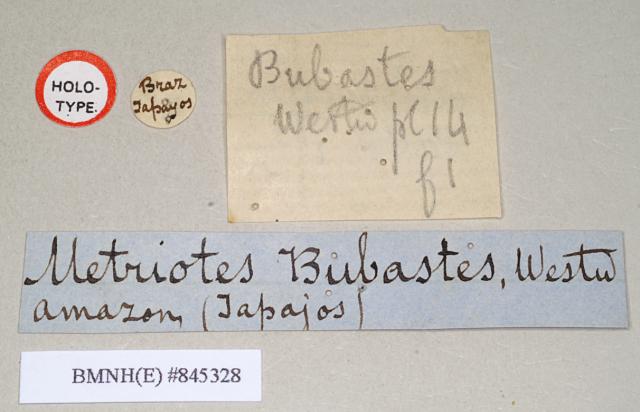 HOLO-
TYPE.
Braz
Tapajos
Bubastes
Westw pl 14
f 1
Metriotes Bubastes, Westw
Amazon, (Tapajos)
BMNH(E) #845328